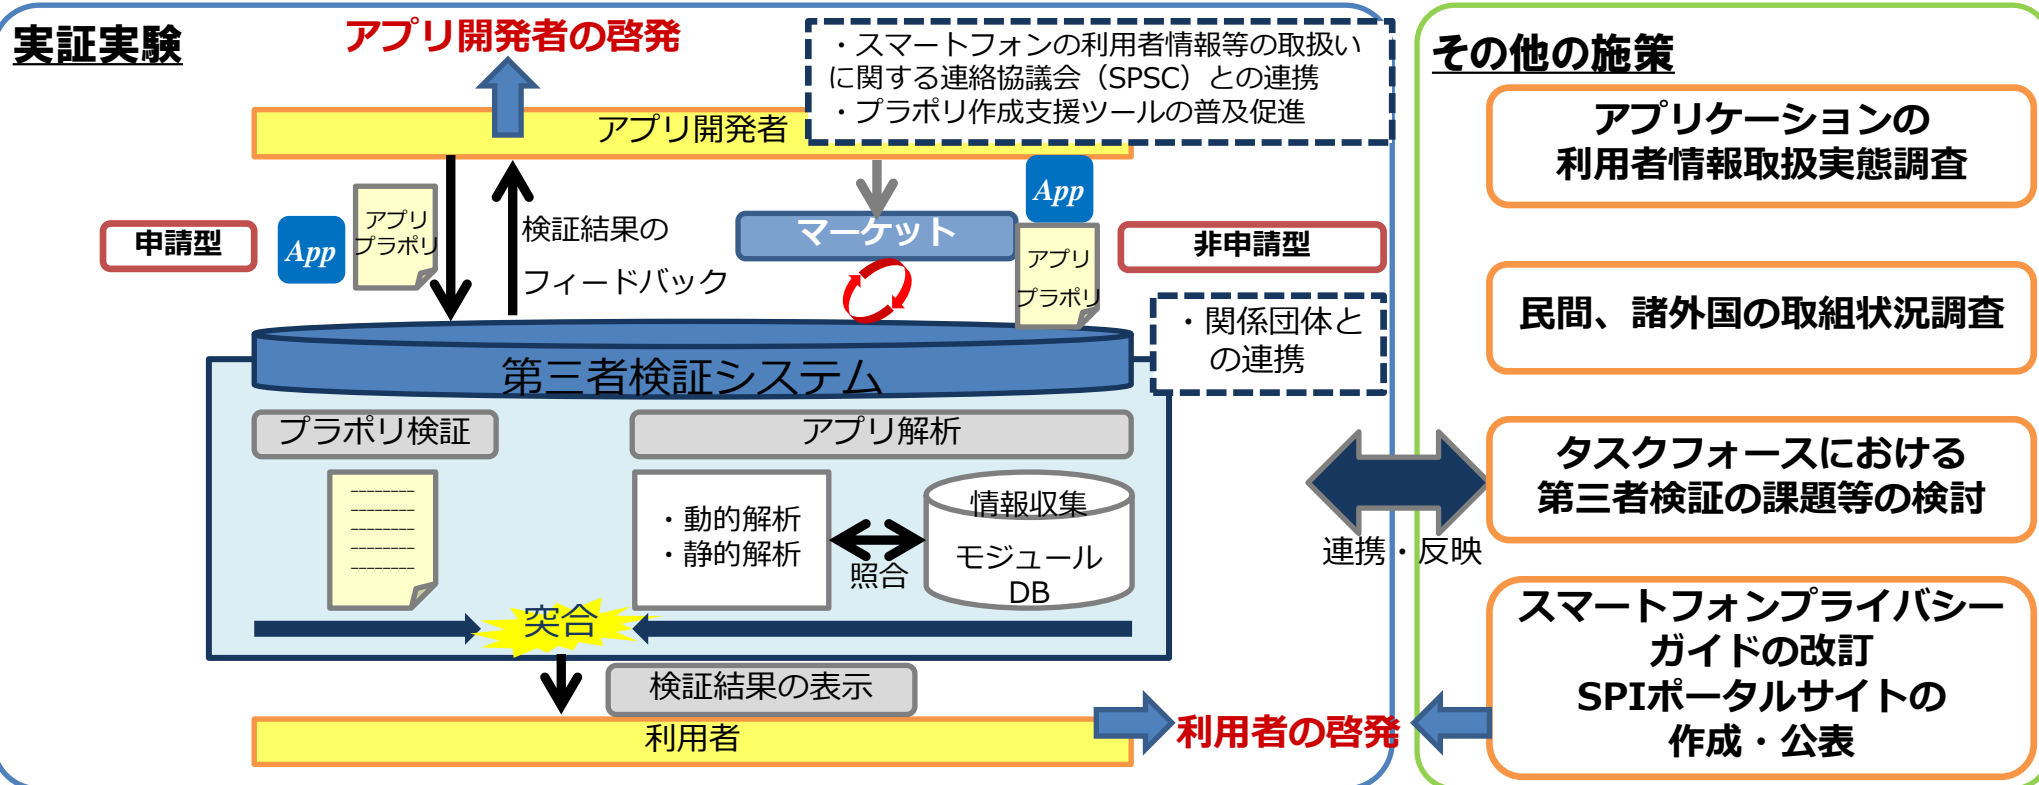 実証実験
アプリ開発者の啓発
・スマートフォンの利用者情報等の取扱い
に関する連絡協議会（SPSC）との連携
・プラポリ作成支援ツールの普及促進
アプリ開発者
申請型
App
アプリ
プラポリ
検証結果の
フィードバック
マーケット
App
アプリ
プラポリ
非申請型
・関係団体と
の連携
第三者検証システム
プラポリ検証
アプリ解析
--------
--------
--------
--------
--------
・動的解析
・静的解析
照合
情報収集
モジュール
DB
突合
検証結果の表示
利用者
利用者の啓発
連携・反映
その他の施策
アプリケーションの
利用者情報取扱実態調査
民間、諸外国の取組状況調査
タスクフォースにおける
第三者検証の課題等の検討
スマートフォンプライバシー
ガイドの改訂
SPIポータルサイトの
作成・公表